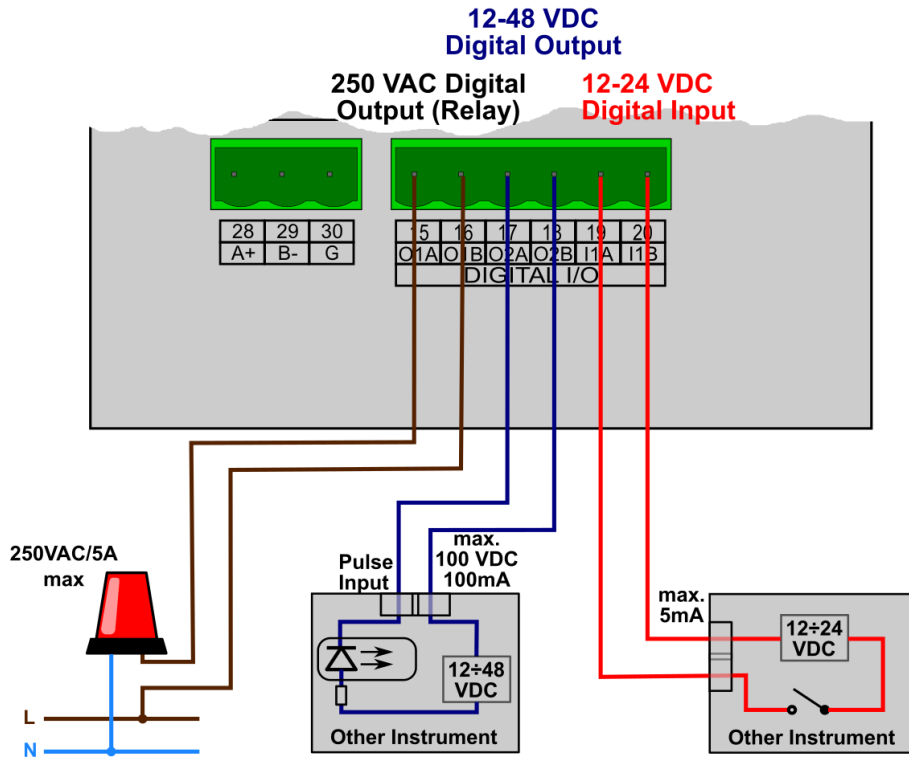 12-48 VDC
Digital Output
250 VAC Digital
Output (Relay)
12-24 VDC
Digital Input
28 29 30
A+ B- G
15 16 17 18 19 20
O1A O1B O2A O2B I1A I1B
DIGITAL I/O
250VAC/5A
max
Pulse
Input
max.
100 VDC
100mA
max.
5mA
12÷48
VDC
Other Instrument
12÷24
VDC
Other Instrument
L
N